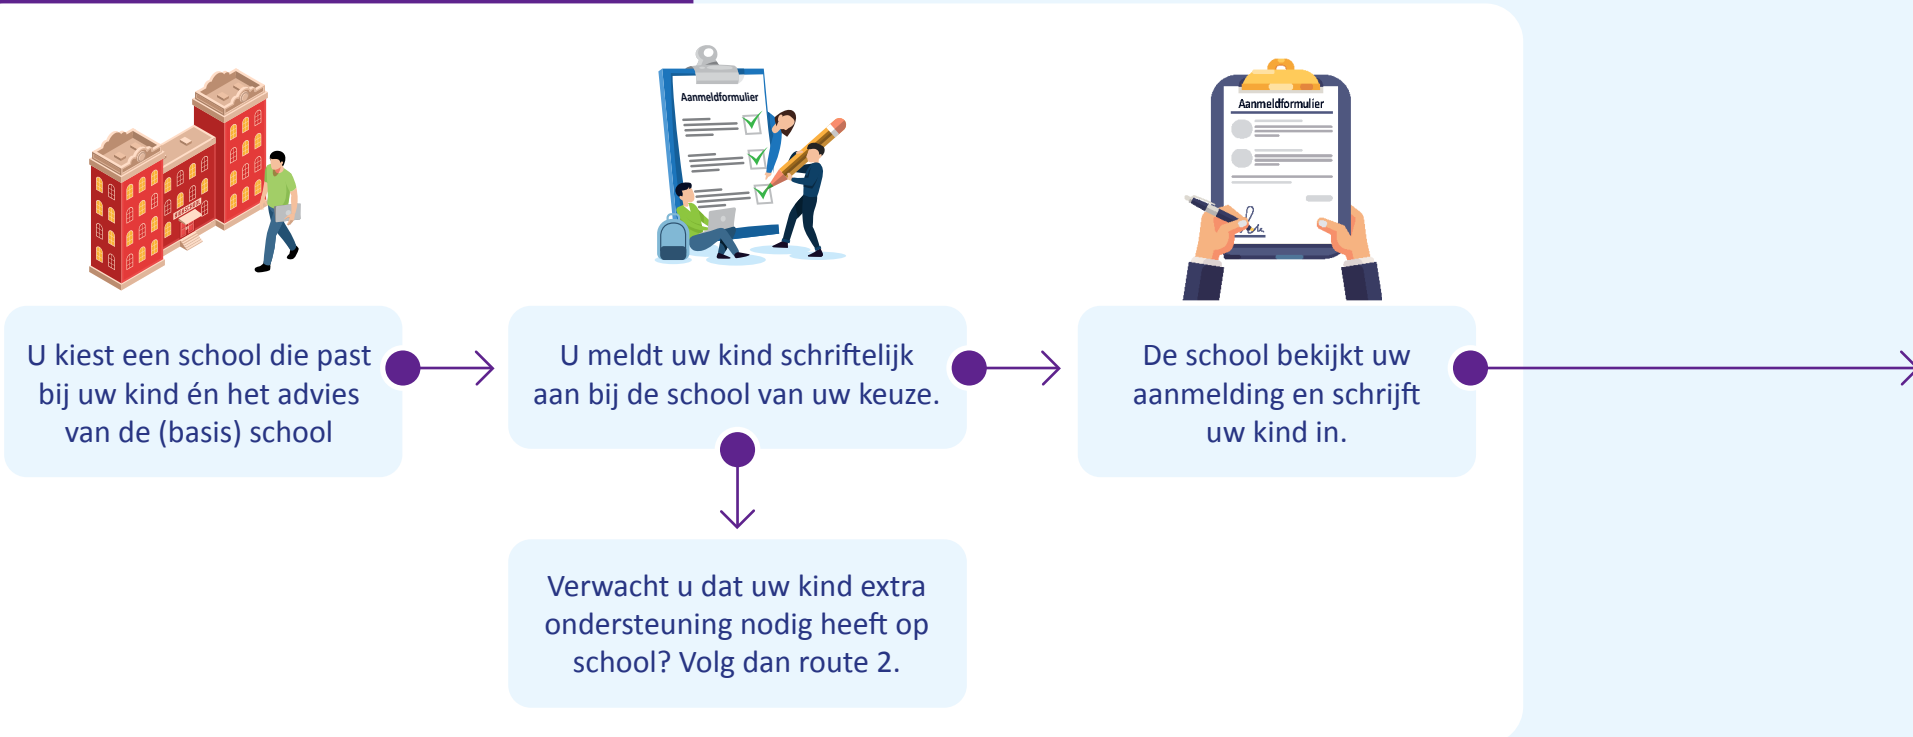 Aanmeldformulier
Aanmeldformulier
U kiest een school die past
bij uw kind én het advies
van de (basis) school
U meldt uw kind schriftelijk
aan bij de school van uw keuze.
De school bekijkt uw
aanmelding en schrijft
uw kind in.
Verwacht u dat uw kind extra
ondersteuning nodig heeft op
school? Volg dan route 2.